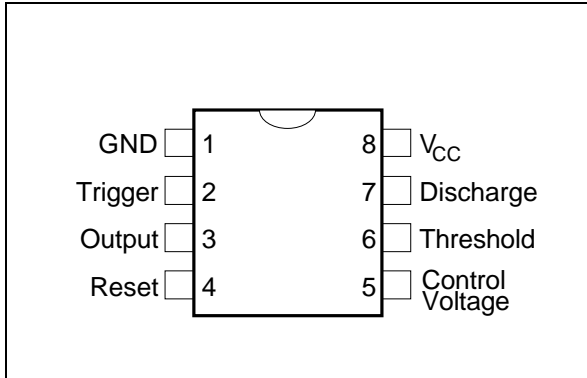 GND 1 8 VCC
Trigger 2 7 Discharge
Output 3 6 Threshold
Reset 4 5 Control
Voltage